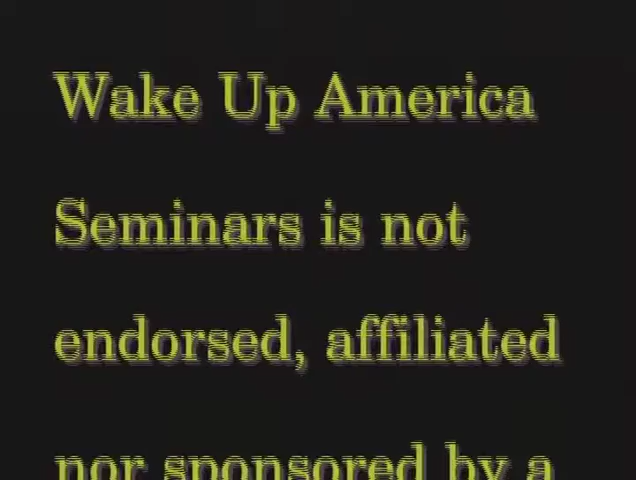 Wake Up America
Seminars is not
endorsed, affiliated
nor sponsored by a